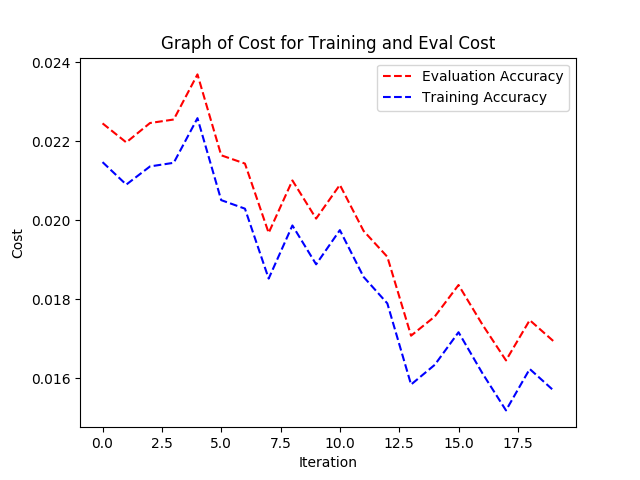 Graph of Cost for Training and Eval Cost
Evaluation Accuracy
Training Accuracy
0.024
0.022
0.020
0.018
0.016
Cost
0.0 2.5 5.0 7.5 10.0 12.5 15.0 17.5
Iteration